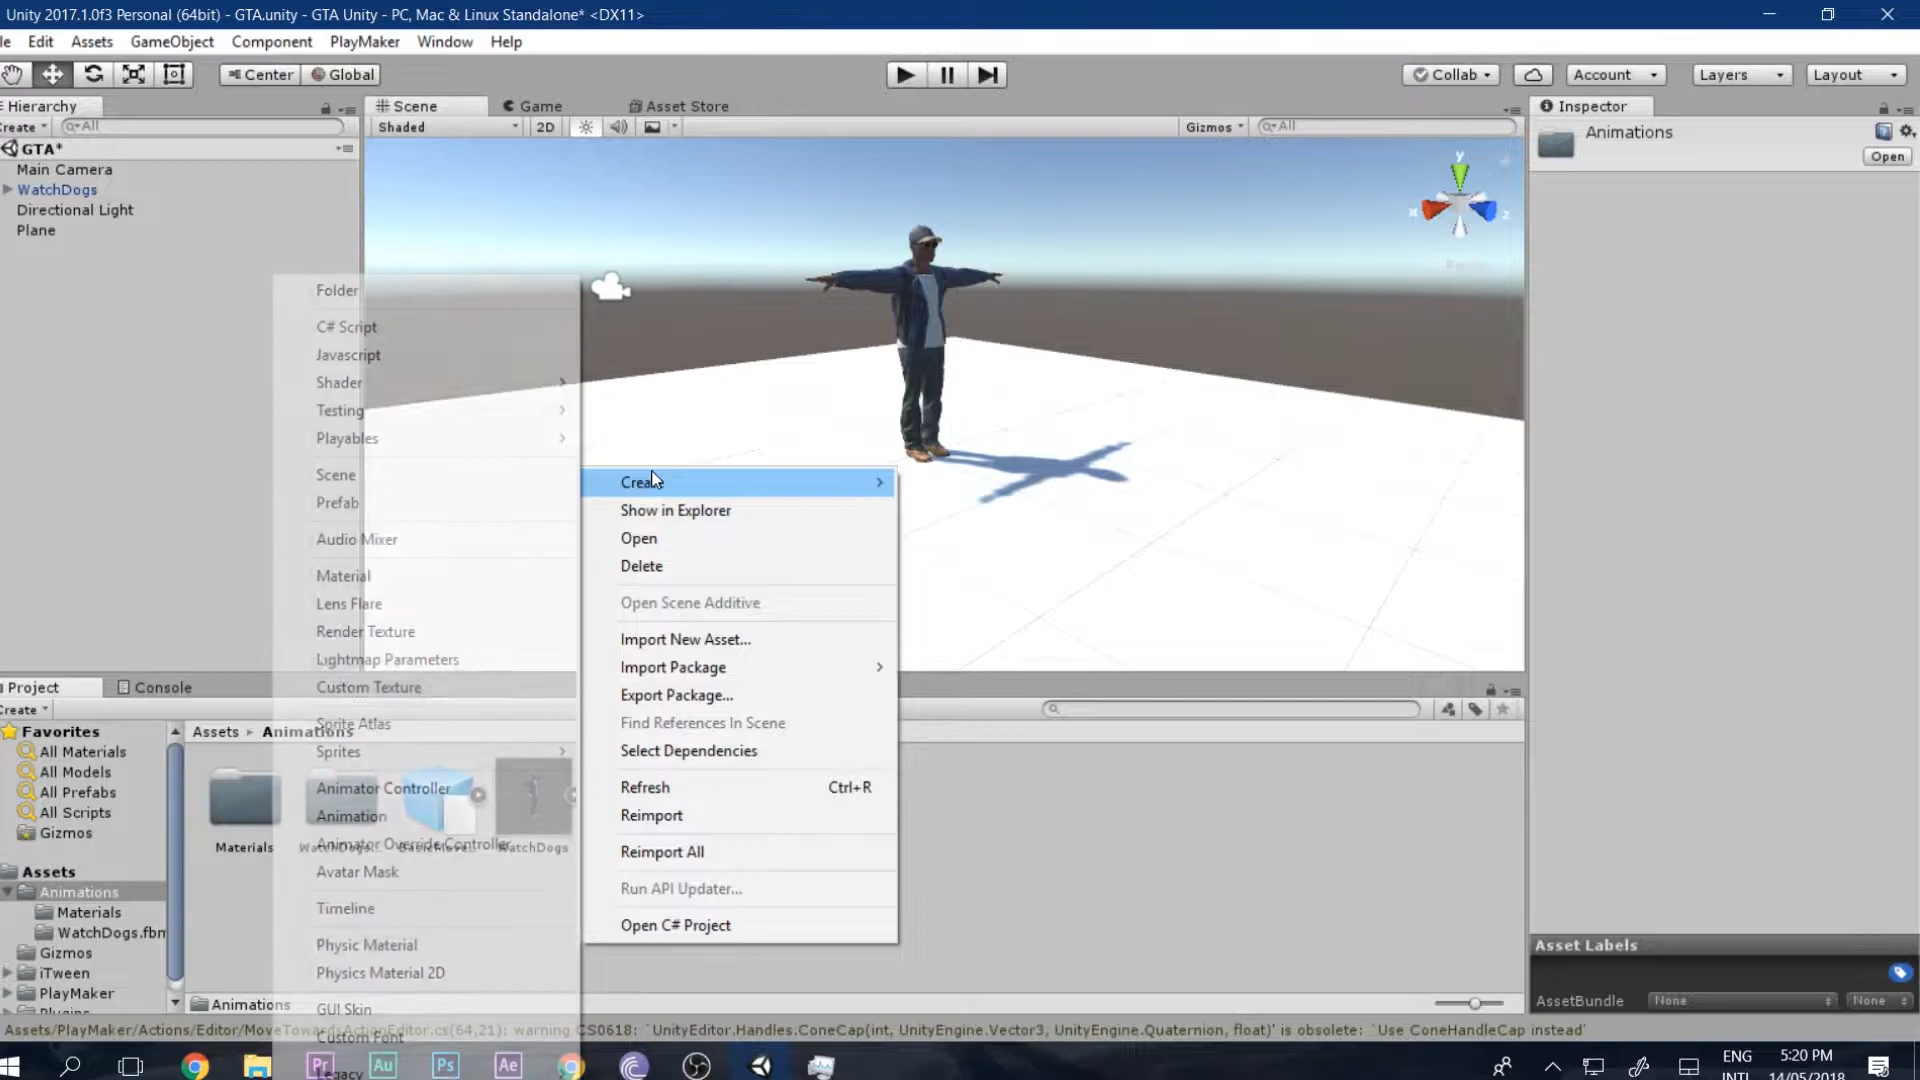 Unity 2017.1.0f3 Personal (64bit) - GTA.unity - GTA Unity - PC, Mac & Linux Standalone* <DX11>
le Edit Assets GameObject Component PlayMaker Window Help
Center Global Collab Account Layers Layout
Hierarchy
reate All
GTA*
Main Camera
WatchDogs
Directional Light
Plane
Scene Game Asset Store
Shaded 2D Gizmos All
y
x
z
Inspector
Animations
Open
Folder
C# Script
Javascript
Shader
Testing
Playables
Scene
Prefab
Audio Mixer
Material
Lens Flare
Render Texture
Lightmap Parameters
Custom Texture
Sprite Atlas
Sprites
Animator Controller
Animation
Animator Override Controller
Avatar Mask
Timeline
Physic Material
Physics Material 2D
GUI Skin
Custom Font
Legacy
Create
Show in Explorer
Open
Delete
Open Scene Additive
Import New Asset...
Import Package
Export Package...
Find References In Scene
Select Dependencies
Refresh Ctrl+R
Reimport
Reimport All
Run API Updater...
Open C# Project
Project Console
reate
Favorites
All Materials
All Models
All Prefabs
All Scripts
Gizmos
Assets
Animations
Materials
WatchDogs.fbm
Gizmos
iTween
PlayMaker
Plugins
Assets Animations
Materials
WatchDogs
Animations
Asset Labels
AssetBundle None None
Assets/PlayMaker/Actions/Editor/MoveTowardsActionEditor.cs(64,21): warning CS0618: `UnityEditor.Handles.ConeCap(int, UnityEngine.Vector3, UnityEngine.Quaternion, float)' is obsolete: `Use ConeHandleCap instead'
Pr Au Ps Ae
ENG
INTL
5:20 PM
14/05/2018